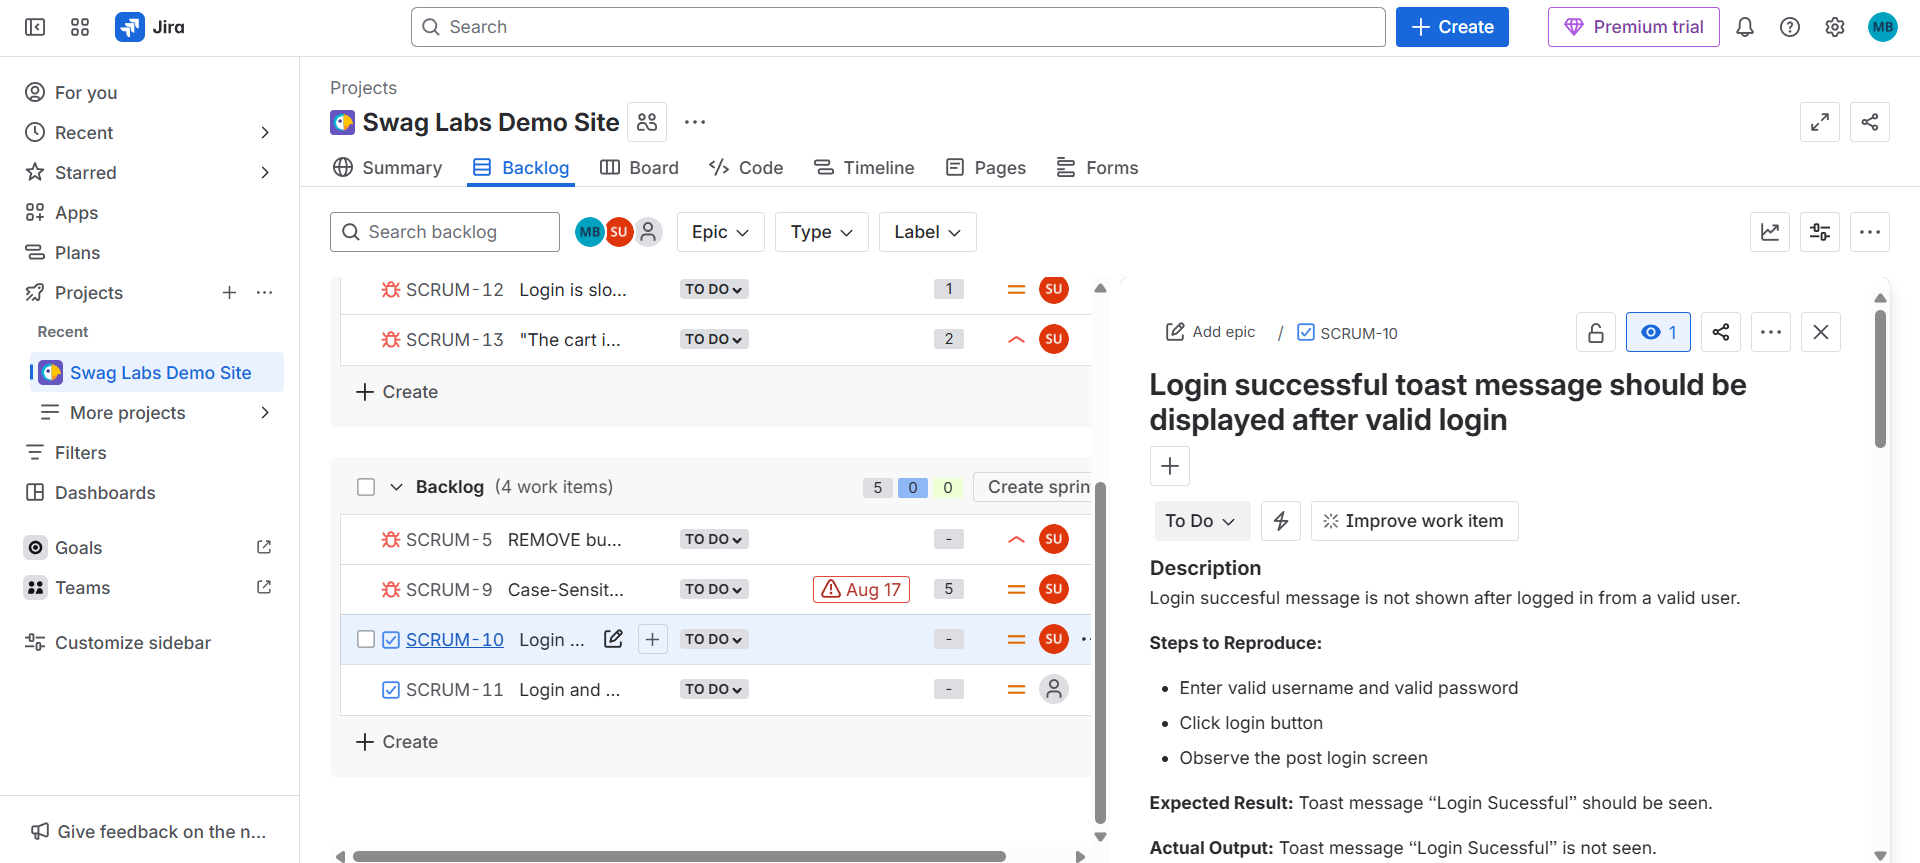 Jira
Search
Create
Premium trial
MB
For you
Recent
Starred
Apps
Plans
Projects
Recent
Swag Labs Demo Site
More projects
Filters
Dashboards
Goals
Teams
Customize sidebar
Give feedback on the n...
Projects
Swag Labs Demo Site
Summary Backlog Board Code Timeline Pages Forms
Search backlog MB SU Epic Type Label
SCRUM-12 Login is slo... TO DO 1 SU
SCRUM-13 "The cart i... TO DO 2 SU
Create
Backlog (4 work items) 5 0 0 Create sprin
SCRUM-5 REMOVE bu... TO DO - SU
SCRUM-9 Case-Sensit... TO DO Aug 17 5 SU
SCRUM-10 Login ... TO DO - SU
SCRUM-11 Login and ... TO DO -
Create
Add epic / SCRUM-10 1
Login successful toast message should be
displayed after valid login
To Do Improve work item
Description
Login succesful message is not shown after logged in from a valid user.
Steps to Reproduce:
• Enter valid username and valid password
• Click login button
• Observe the post login screen
Expected Result: Toast message “Login Sucessful” should be seen.
Actual Output: Toast message “Login Sucessful” is not seen.